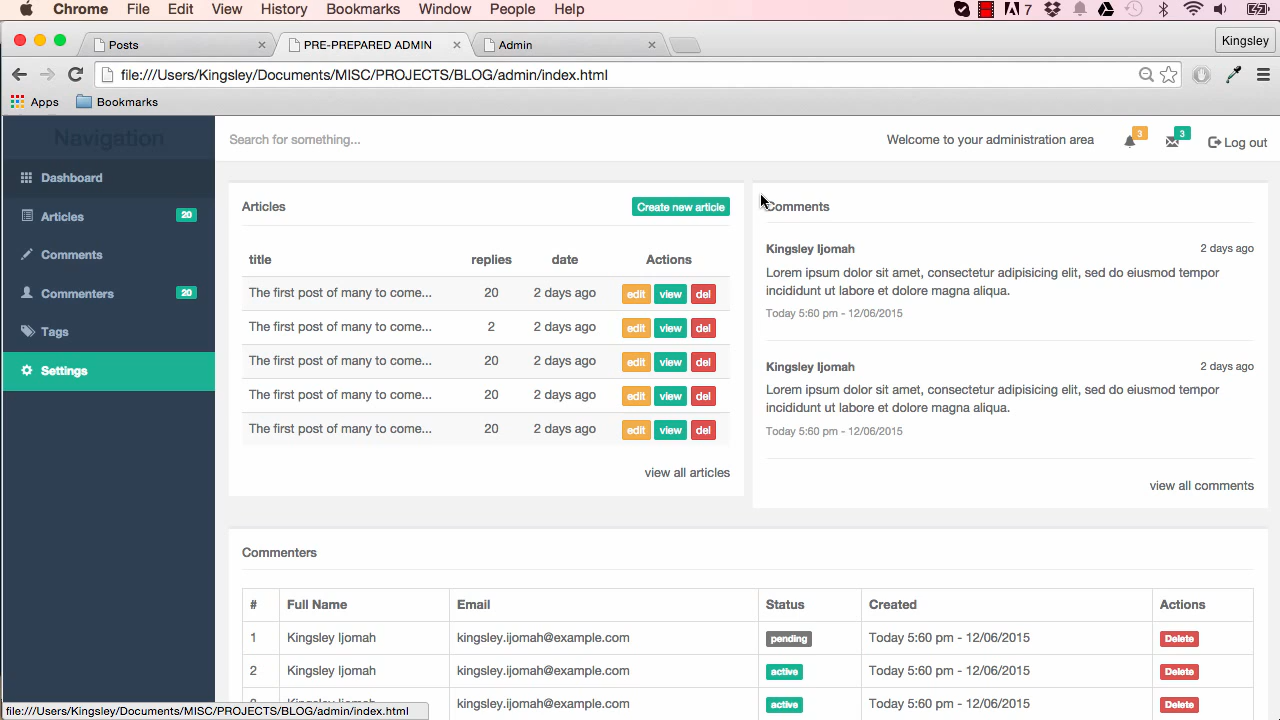 Chrome File Edit View History Bookmarks Window People Help 7
Posts PRE-PREPARED ADMIN Admin Kingsley
file:///Users/Kingsley/Documents/MISC/PROJECTS/BLOG/admin/index.html
Apps Bookmarks
Navigation
Search for something... Welcome to your administration area 3 3 Log out
Dashboard
Articles 20
Comments
Commenters 20
Tags
Settings
Articles Create new article
title replies date Actions
The first post of many to come... 20 2 days ago edit view del
The first post of many to come... 2 2 days ago edit view del
The first post of many to come... 20 2 days ago edit view del
The first post of many to come... 20 2 days ago edit view del
The first post of many to come... 20 2 days ago edit view del
view all articles
Comments
Kingsley Ijomah 2 days ago
Lorem ipsum dolor sit amet, consectetur adipisicing elit, sed do eiusmod tempor
incididunt ut labore et dolore magna aliqua.
Today 5:60 pm - 12/06/2015
Kingsley Ijomah 2 days ago
Lorem ipsum dolor sit amet, consectetur adipisicing elit, sed do eiusmod tempor
incididunt ut labore et dolore magna aliqua.
Today 5:60 pm - 12/06/2015
view all comments
Commenters
# Full Name Email Status Created Actions
1 Kingsley Ijomah kingsley.ijomah@example.com pending Today 5:60 pm - 12/06/2015 Delete
2 Kingsley Ijomah kingsley.ijomah@example.com active Today 5:60 pm - 12/06/2015 Delete
Kingsley Ijomah kingsley.ijomah@example.com active Today 5:60 pm - 12/06/2015 Delete
file:///Users/Kingsley/Documents/MISC/PROJECTS/BLOG/admin/index.html